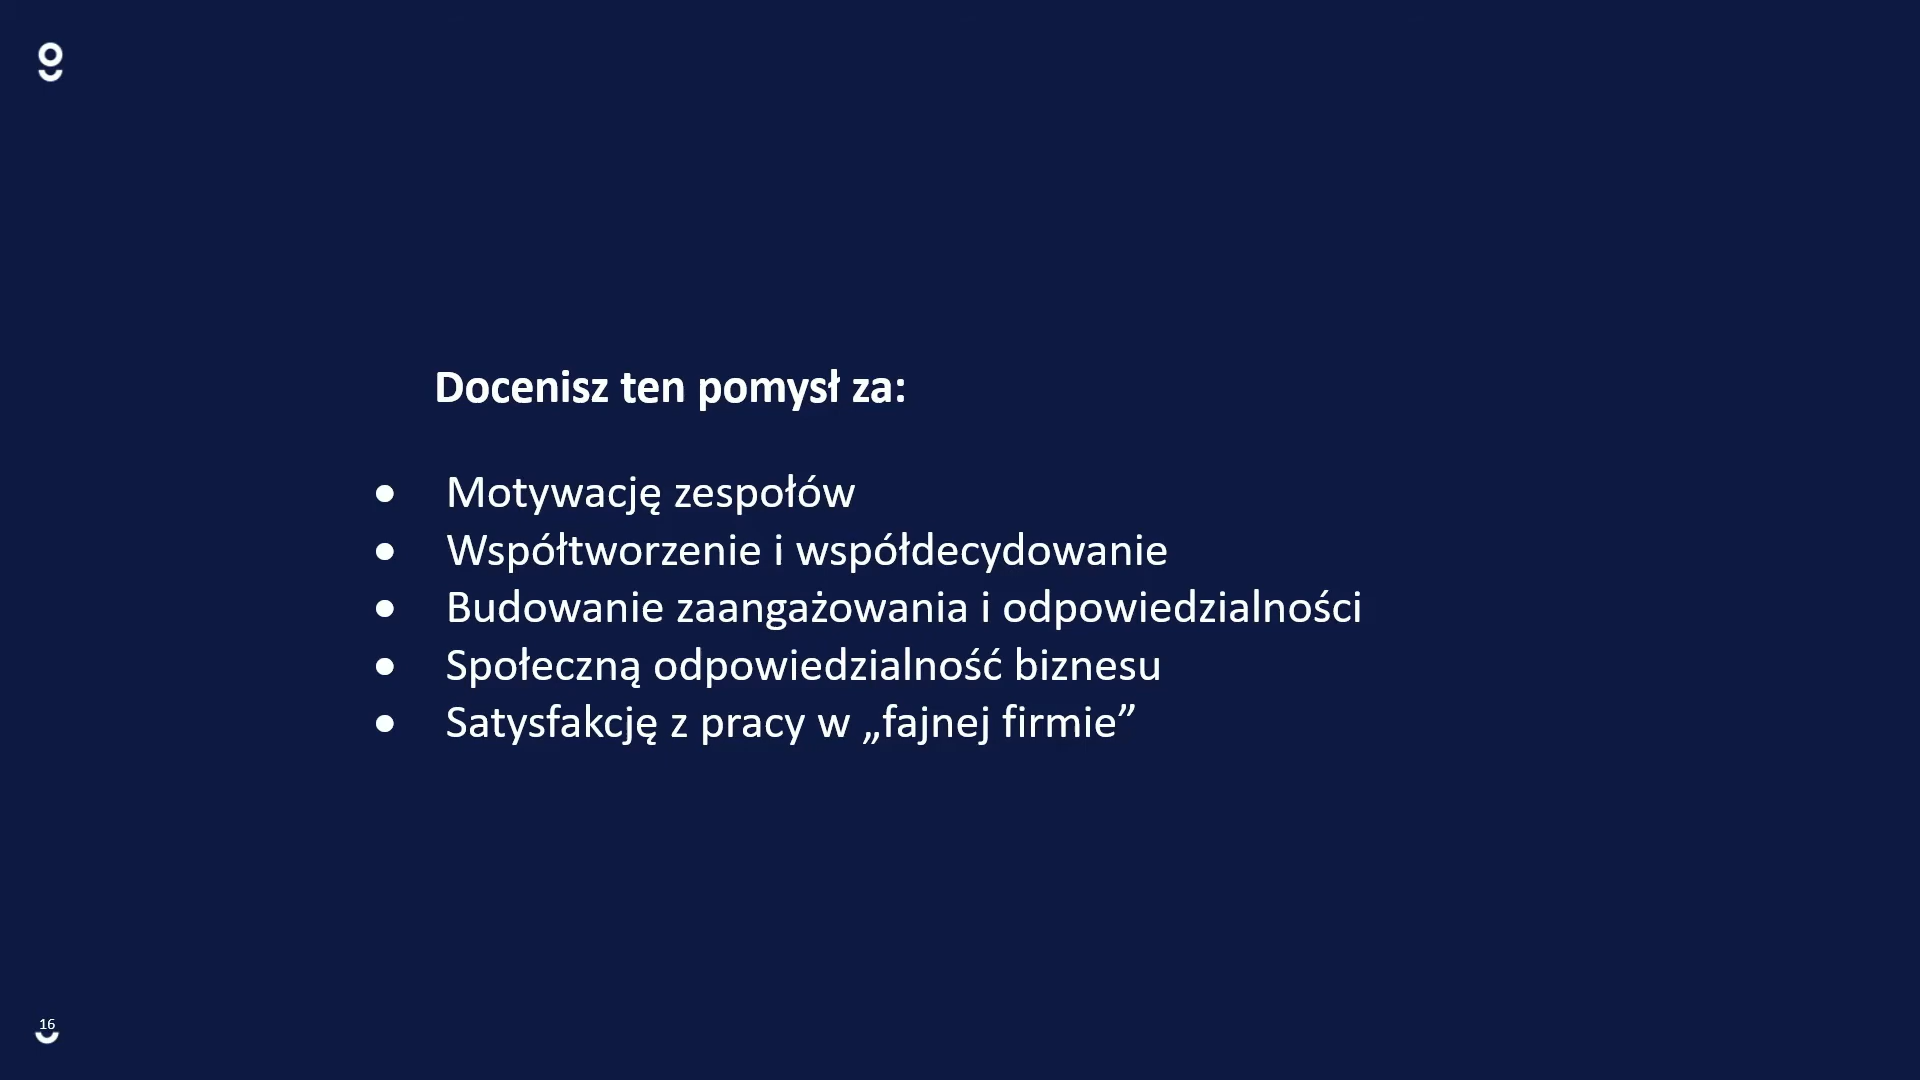 Docenisz ten pomysł za:
● Motywację zespołów
● Współtworzenie i współdecydowanie
● Budowanie zaangażowania i odpowiedzialności
● Społeczną odpowiedzialność biznesu
● Satysfakcję z pracy w „fajnej firmie”
16